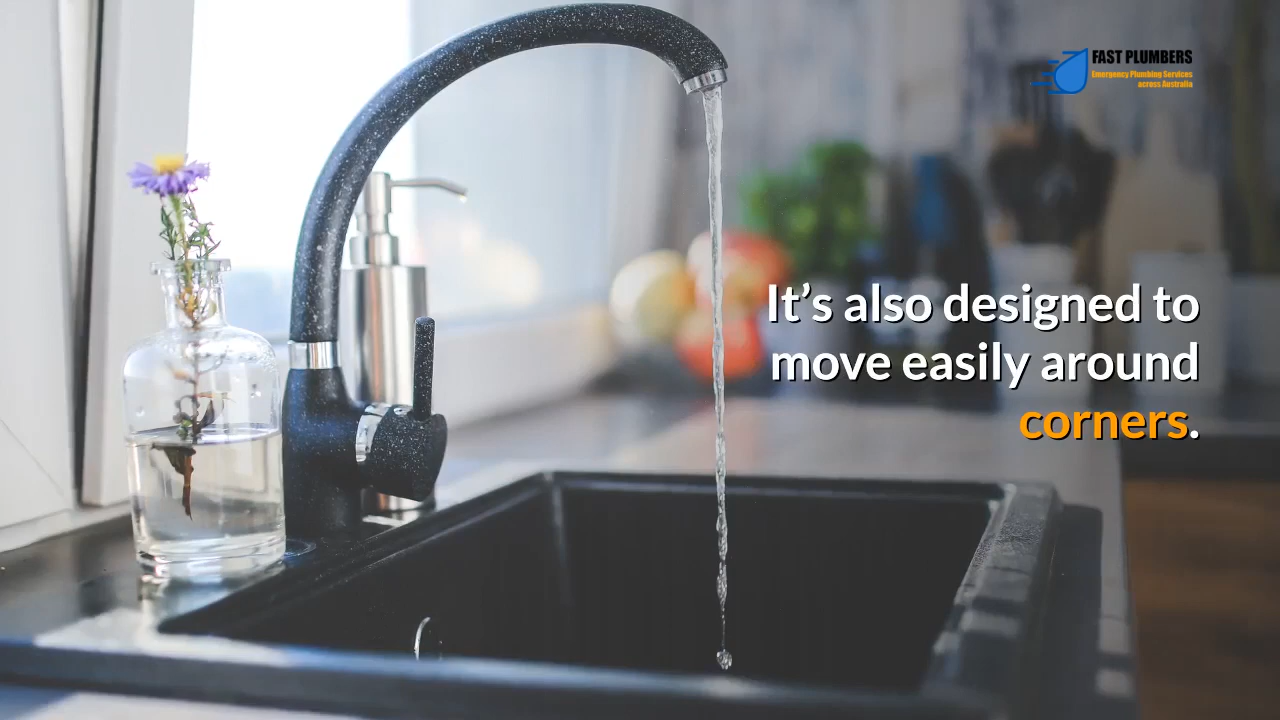 FAST PLUMBERS
Emergency Plumbing Services
across Australia
It's also designed to
move easily around
corners.